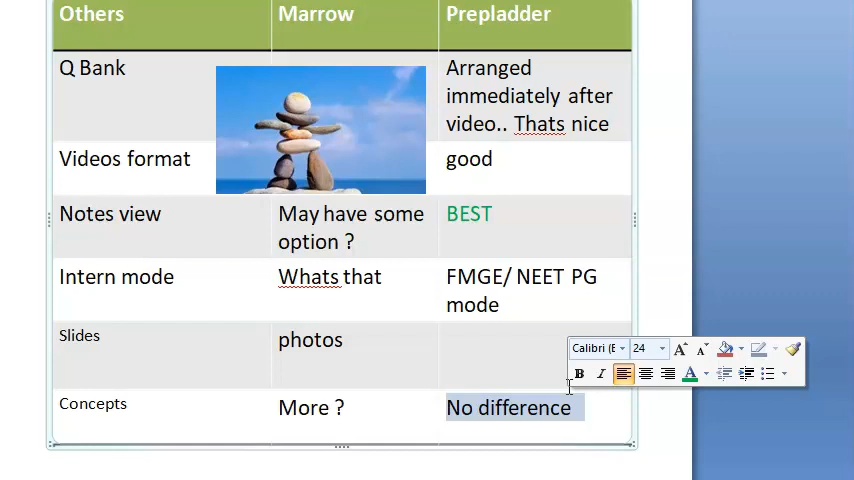 Others Marrow Prepladder
Q Bank Arranged
immediately after
video.. Thats nice
Videos format good
Notes view May have some BEST
option ?
Intern mode Whats that FMGE/ NEET PG
mode
Slides photos
Calibri (E 24 A A
B I A
Concepts More ? No difference